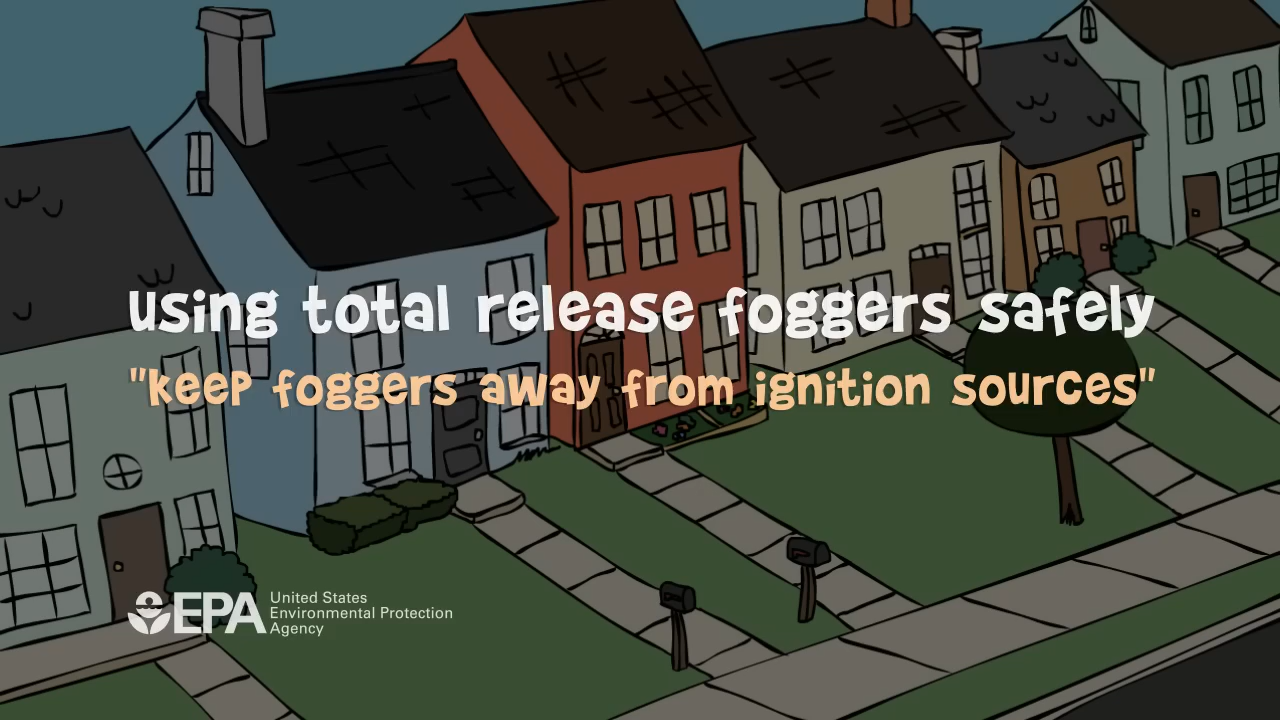 using total release foggers safely
"keep foggers away from ignition sources"
EPA
United States
Environmental Protection
Agency